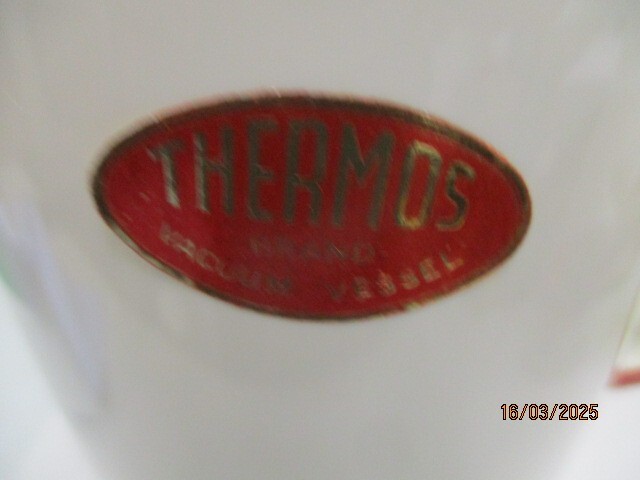 THERMOS
BRAND
VACUUM VESSEL
16/03/2025